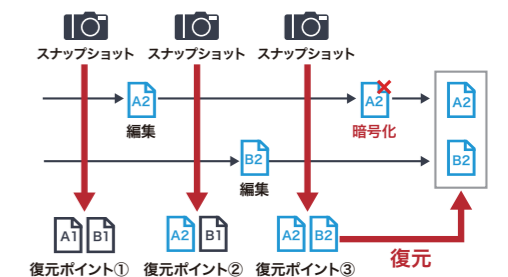 スナップショット スナップショット スナップショット
A2 A2 A2
編集 暗号化
B2 B2
編集
A1 B1 A2 B1 A2 B2
復元
復元ポイント① 復元ポイント② 復元ポイント③